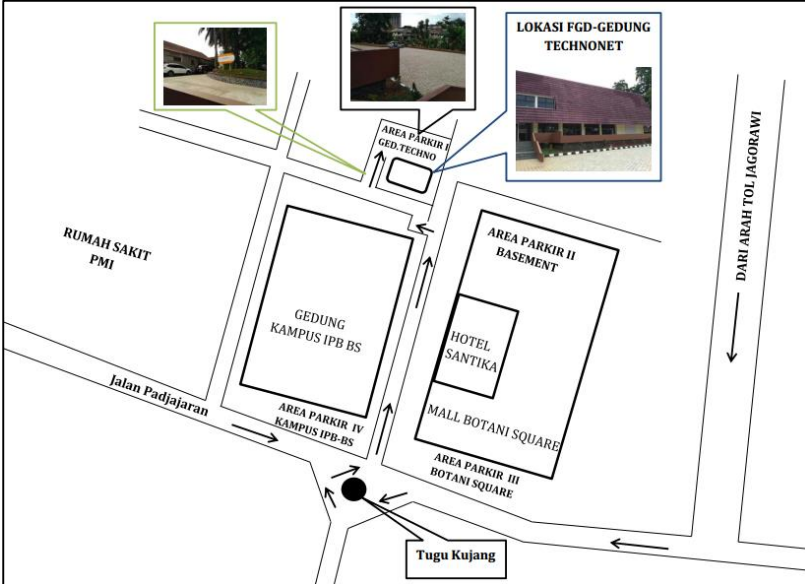 LOKASI FGD-GEDUNG
TECHNONET
AREA PARKIR I
GED.TECHNO
DARI ARAH TOL JAGORAWI
RUMAH SAKIT
PMI
AREA PARKIR II
BASEMENT
GEDUNG
KAMPUS IPB BS
HOTEL
SANTIKA
MALL BOTANI SQUARE
Jalan Padjajaran
AREA PARKIR IV
KAMPUS IPB-BS
AREA PARKIR III
BOTANI SQUARE
Tugu Kujang